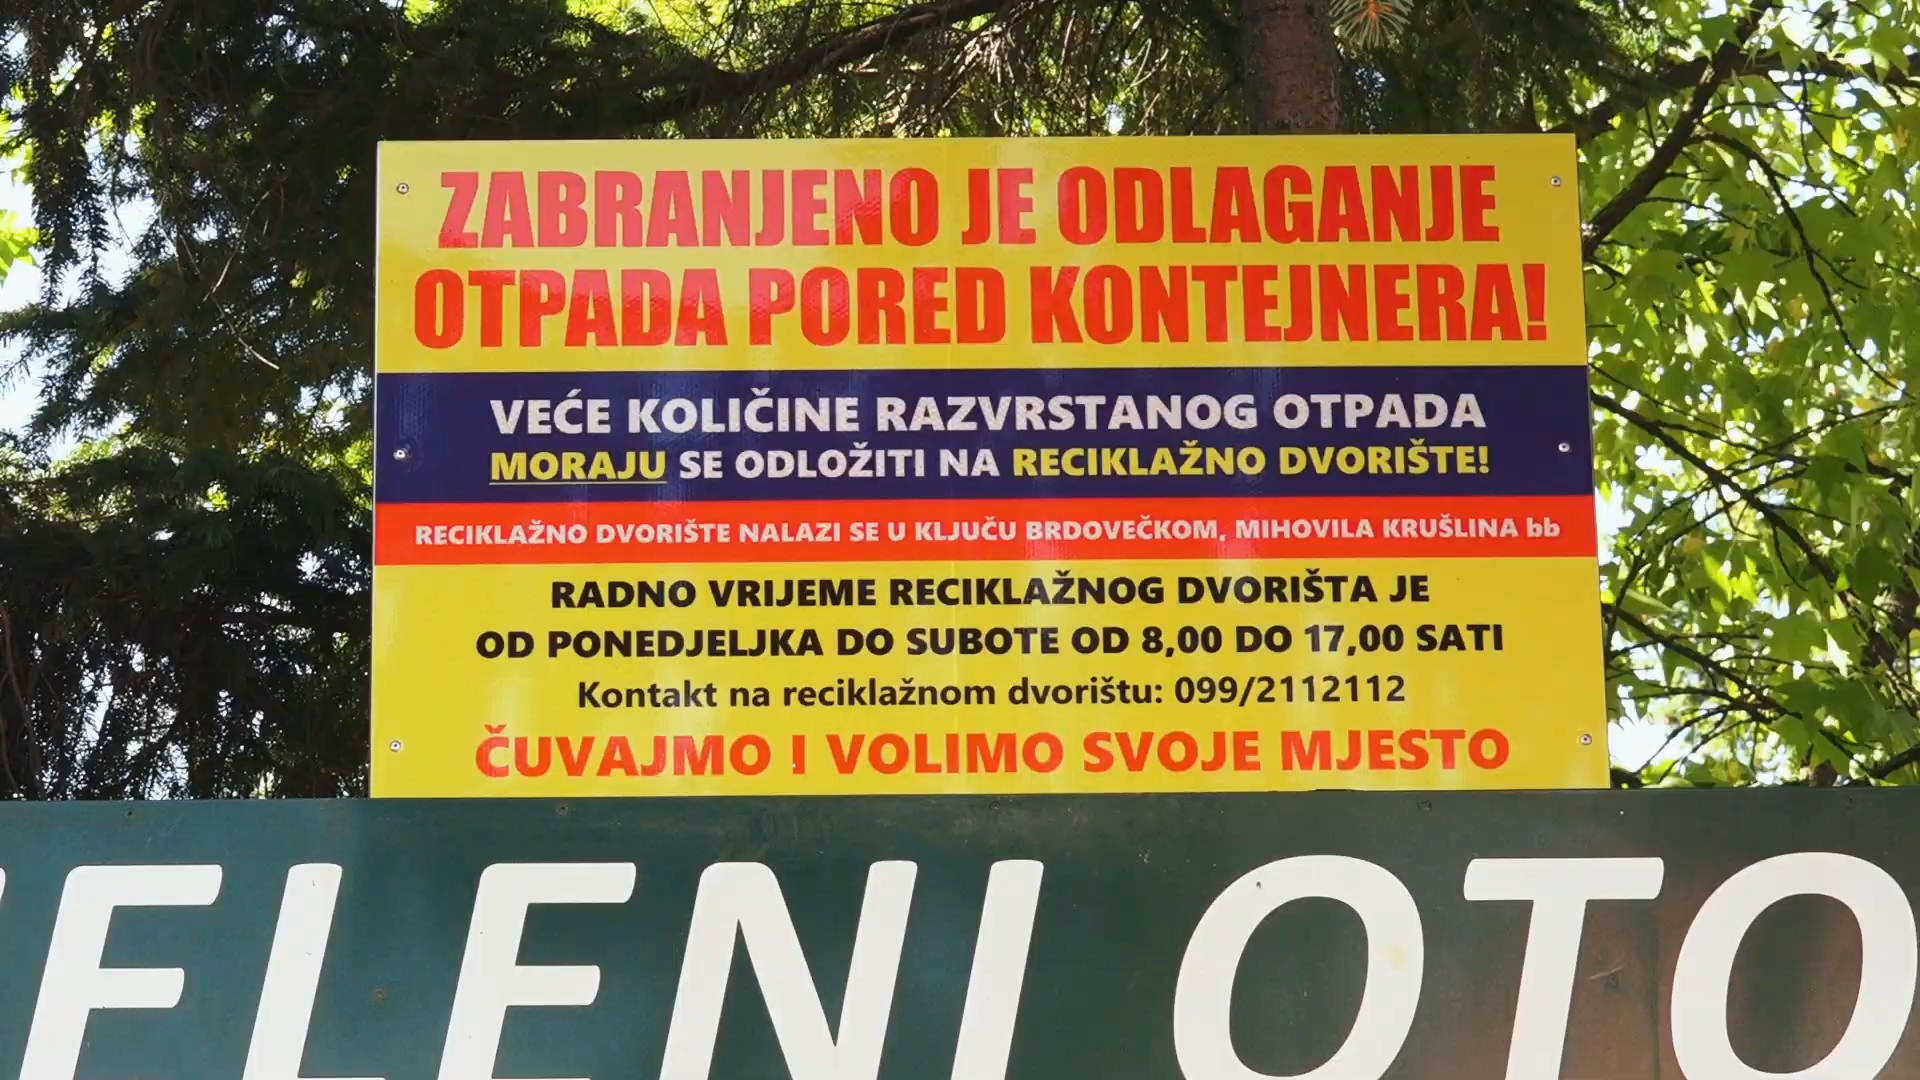 ZABRANJENO JE ODLAGANJE
OTPADA PORED KONTEJNERA!
VEĆE KOLIČINE RAZVRSTANOG OTPADA
MORAJU SE ODLOŽITI NA RECIKLAŽNO DVORIŠTE!
RECIKLAŽNO DVORIŠTE NALAZI SE U KLJUČU BRDOVEČKOM, MIHOVILA KRUŠLINA bb
RADNO VRIJEME RECIKLAŽNOG DVORIŠTA JE
OD PONEDJELJKA DO SUBOTE OD 8,00 DO 17,00 SATI
Kontakt na reciklažnom dvorištu: 099/2112112
ČUVAJMO I VOLIMO SVOJE MJESTO
ELENI OTO